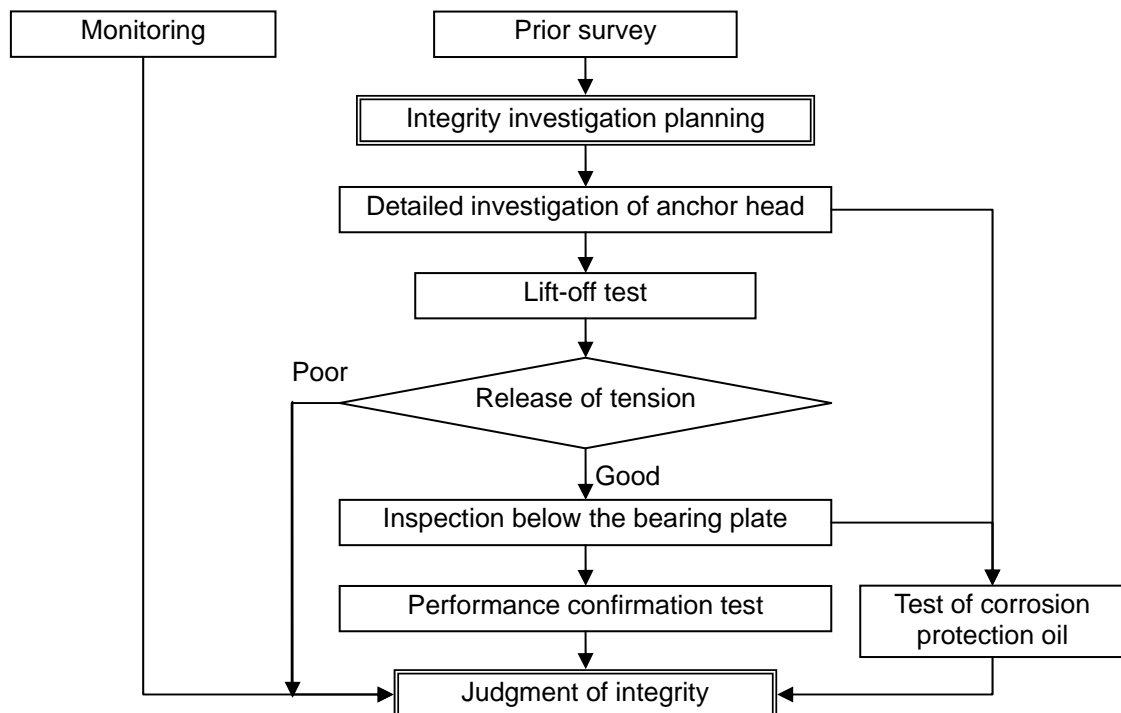 Monitoring
Prior survey
Integrity investigation planning
Detailed investigation of anchor head
Lift-off test
Poor
Release of tension
Good
Inspection below the bearing plate
Performance confirmation test
Test of corrosion
protection oil
Judgment of integrity